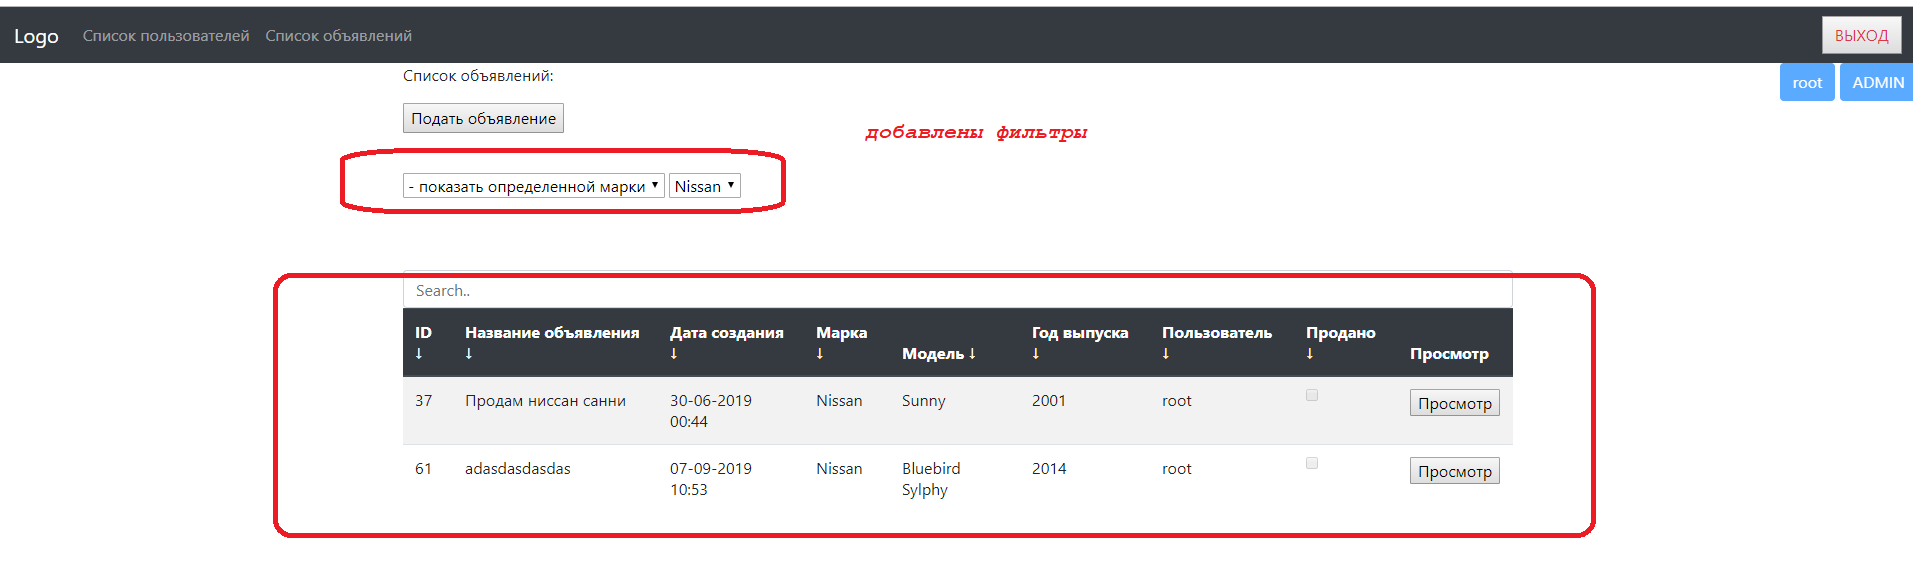 Logo Список пользователей Список объявлений ВЫХОД
Список объявлений: root ADMIN
Подать объявление
добавлены фильтры
- показать определенной марки Nissan
Search..
ID ↓ Название объявления ↓ Дата создания ↓ Марка ↓ Модель ↓ Год выпуска ↓ Пользователь ↓ Продано ↓ Просмотр
37 Продам ниссан санни 30-06-2019 00:44 Nissan Sunny 2001 root Просмотр
61 adasdasdasdas 07-09-2019 10:53 Nissan Bluebird Sylphy 2014 root Просмотр